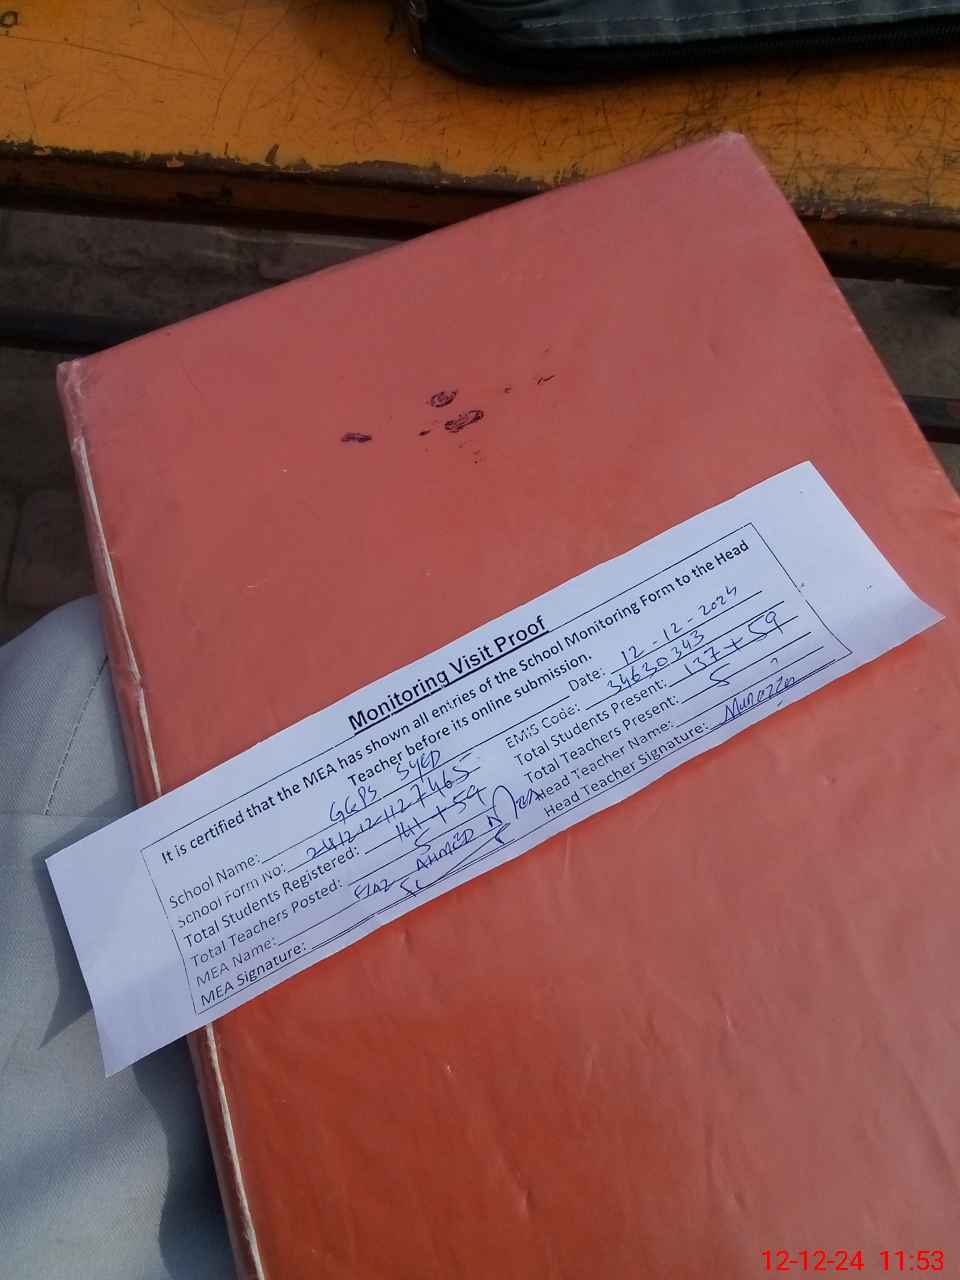 Monitoring Visit Proof
It is certified that the MEA has shown all entries of the School Monitoring Form to the Head
Teacher before its online submission.
School Name: GGPS SYED Date: 12-12-2024
School Form No: 2412121127465 EMIS Code: 34630343
Total Students Registered: 141+59 Total Students Present: 137+59
Total Teachers Posted: 5 Total Teachers Present: 5
MEA Name: AHMED Head Teacher Name:
MEA Signature: Head Teacher Signature: Munazza
12-12-24 11:53